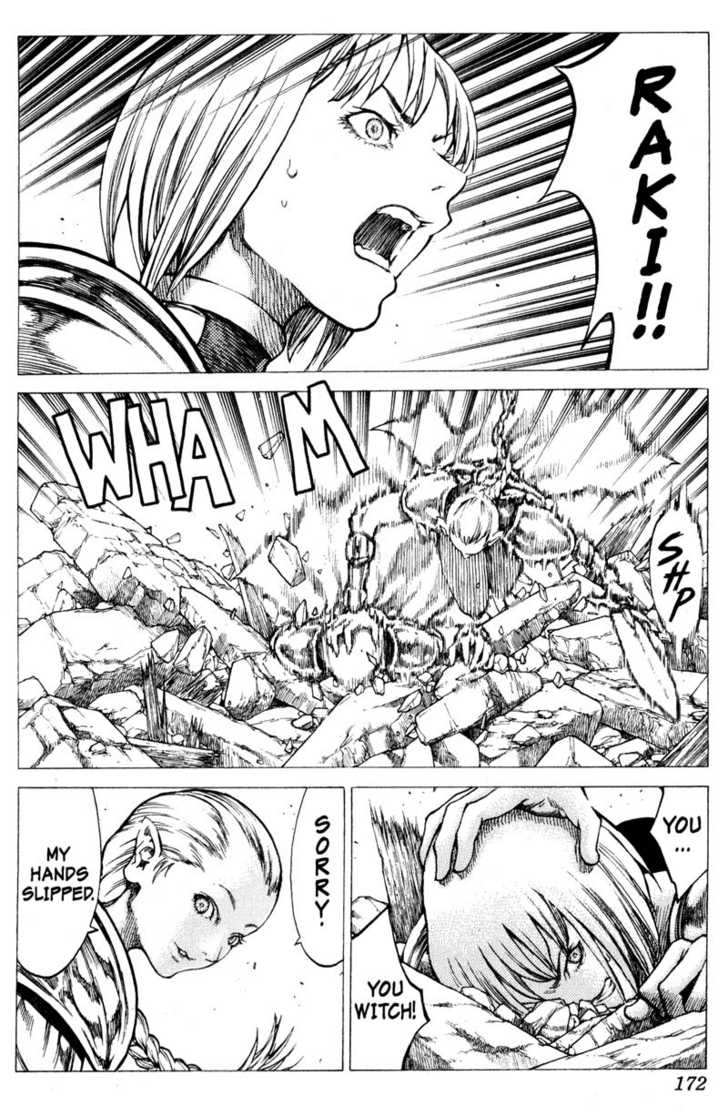 RAKI!!
SHP
WHAM
YOU
...
YOU
WITCH!
SORRY.
MY
HANDS
SLIPPED.
172